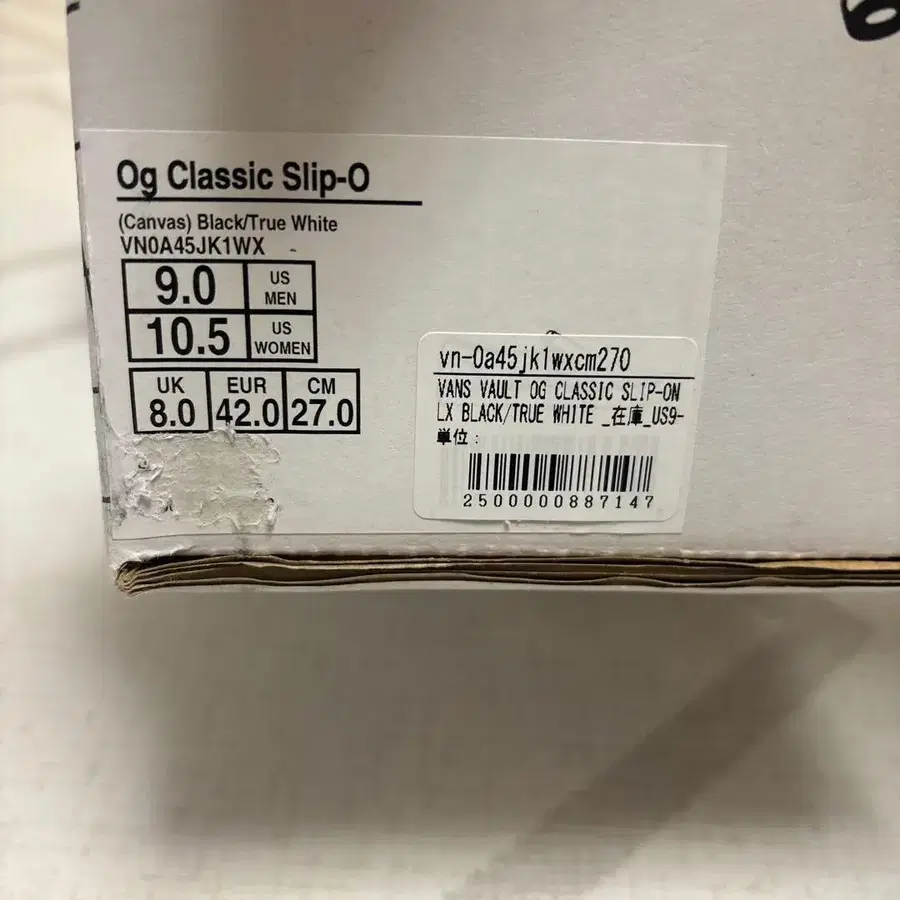 Og Classic Slip-O
(Canvas) Black/True White
VN0A45JK1WX
9.0 US MEN
10.5 US WOMEN
UK EUR CM
8.0 42.0 27.0
vn-0a45jk1wxcm270
VANS VAULT OG CLASSIC SLIP-ON
LX BLACK/TRUE WHITE _在庫_US9-
単位:
2500000887147